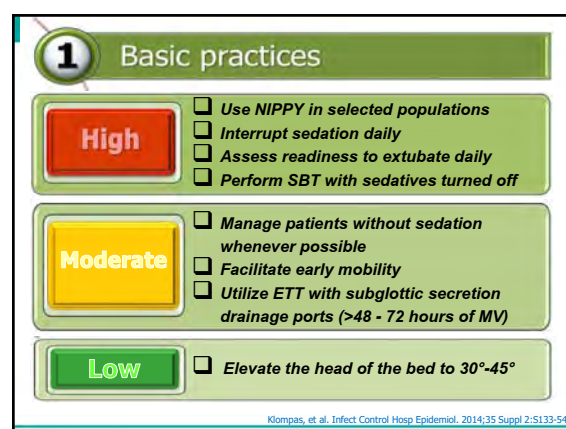 1 Basic practices
High
❑ Use NIPPY in selected populations
❑ Interrupt sedation daily
❑ Assess readiness to extubate daily
❑ Perform SBT with sedatives turned off
Moderate
❑ Manage patients without sedation
whenever possible
❑ Facilitate early mobility
❑ Utilize ETT with subglottic secretion
drainage ports (>48 - 72 hours of MV)
Low
❑ Elevate the head of the bed to 30°-45°
Klompas, et al. Infect Control Hosp Epidemiol. 2014;35 Suppl 2:S133-54